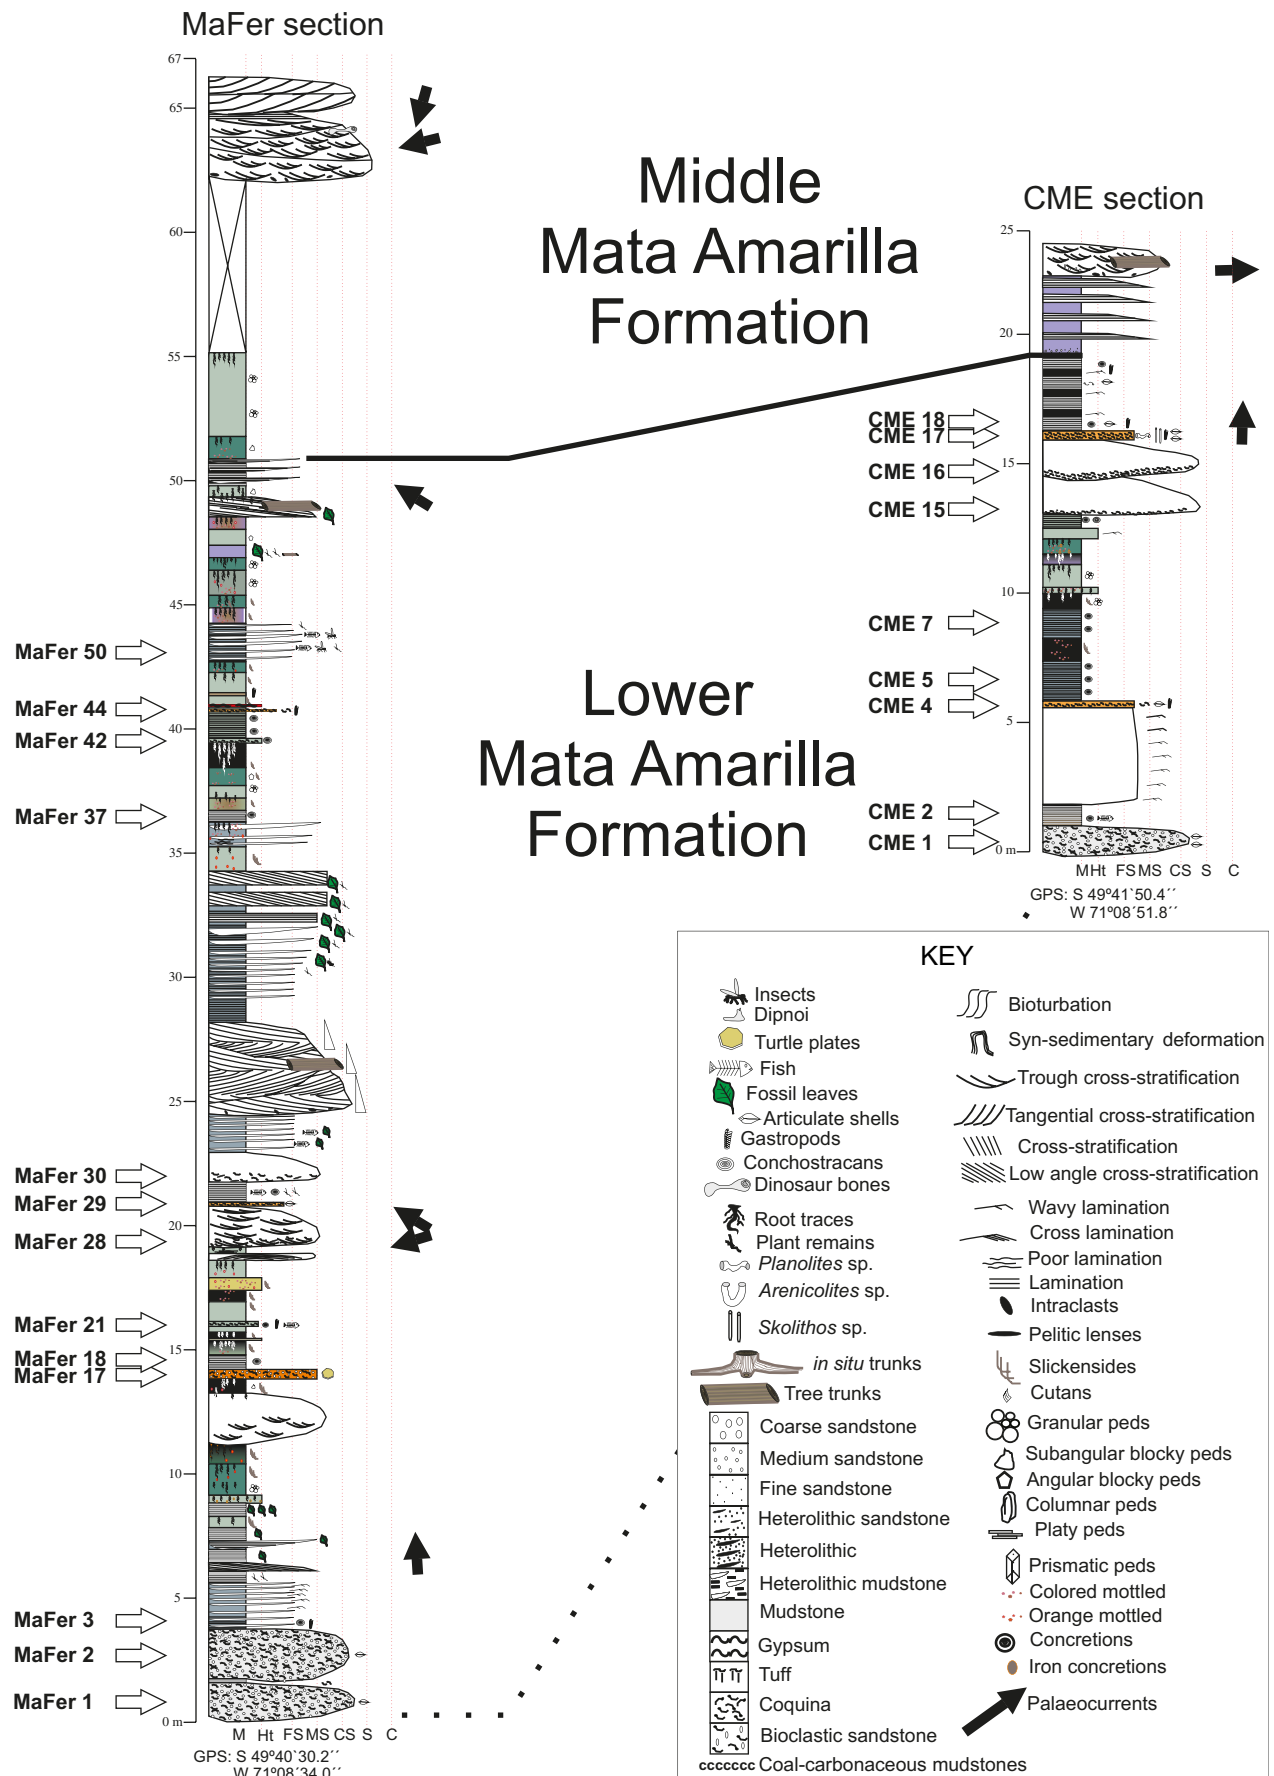 MaFer section
67
65
60
55
50
45
40
35
30
25
20
15
10
5
0 m
MaFer 50
MaFer 44
MaFer 42
MaFer 37
MaFer 30
MaFer 29
MaFer 28
MaFer 21
MaFer 18
MaFer 17
MaFer 3
MaFer 2
MaFer 1
M Ht FS MS CS S C
GPS: S 49º40`30.2´´
W 71º08´34.0´´
Middle
Mata Amarilla
Formation
Lower
Mata Amarilla
Formation
CME section
25
20
15
10
5
0 m
CME 18
CME 17
CME 16
CME 15
CME 7
CME 5
CME 4
CME 2
CME 1
M Ht FS MS CS S C
GPS: S 49º41`50.4´´
W 71º08´51.8´´
KEY
Insects
Dipnoi
Turtle plates
Fish
Fossil leaves
Articulate shells
Gastropods
Conchostracans
Dinosaur bones
Root traces
Plant remains
Planolites sp.
Arenicolites sp.
Skolithos sp.
in situ trunks
Tree trunks
Coarse sandstone
Medium sandstone
Fine sandstone
Heterolithic sandstone
Heterolithic
Heterolithic mudstone
Mudstone
Gypsum
Tuff
Coquina
Bioclastic sandstone
ccccccc Coal-carbonaceous mudstones
Bioturbation
Syn-sedimentary deformation
Trough cross-stratification
Tangential cross-stratification
Cross-stratification
Low angle cross-stratification
Wavy lamination
Cross lamination
Poor lamination
Lamination
Intraclasts
Pelitic lenses
Slickensides
Cutans
Granular peds
Subangular blocky peds
Angular blocky peds
Columnar peds
Platy peds
Prismatic peds
Colored mottled
Orange mottled
Concretions
Iron concretions
Palaeocurrents